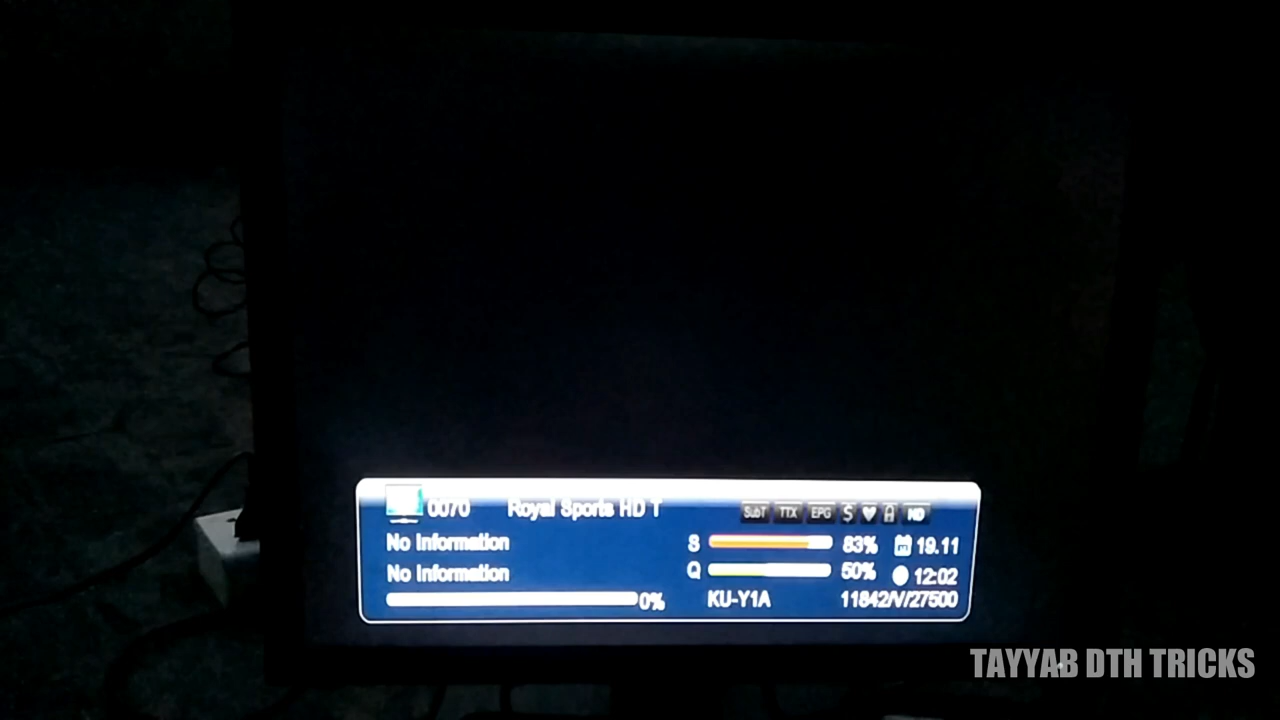 0070 Royal Sports HD T SubT TTX EPG $ HD
No Information S 83% 19.11
No Information Q 50% 12:02
0% KU-Y1A 11842/V/27500
TAYYAB DTH TRICKS